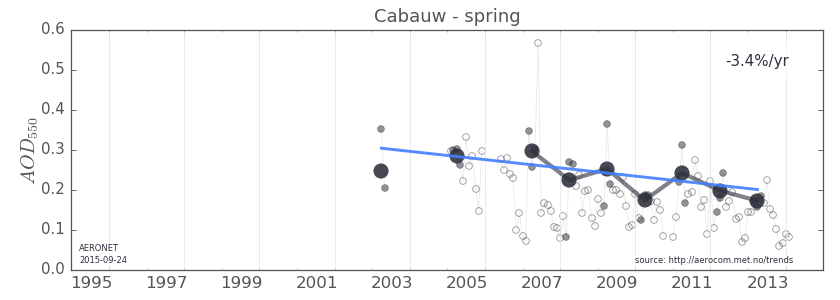 Cabauw - spring
0.6
0.5
0.4
0.3
0.2
0.1
0.0
AOD550
-3.4%/yr
AERONET
2015-09-24
source: http://aerocom.met.no/trends
1995 1997 1999 2001 2003 2005 2007 2009 2011 2013